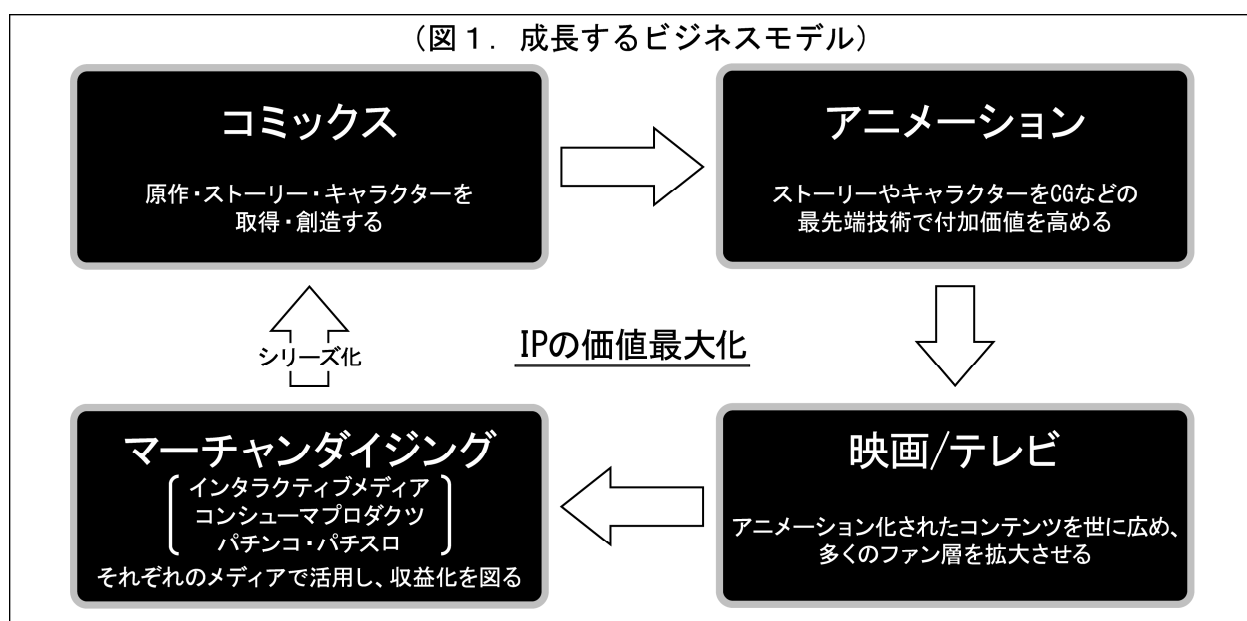 （図１．成長するビジネスモデル）
コミックス
原作・ストーリー・キャラクターを
取得・創造する
アニメーション
ストーリーやキャラクターをCGなどの
最先端技術で付加価値を高める
シリーズ化
IPの価値最大化
マーチャンダイジング
インタラクティブメディア
コンシューマプロダクツ
パチンコ・パチスロ
それぞれのメディアで活用し、収益化を図る
映画/テレビ
アニメーション化されたコンテンツを世に広め、
多くのファン層を拡大させる